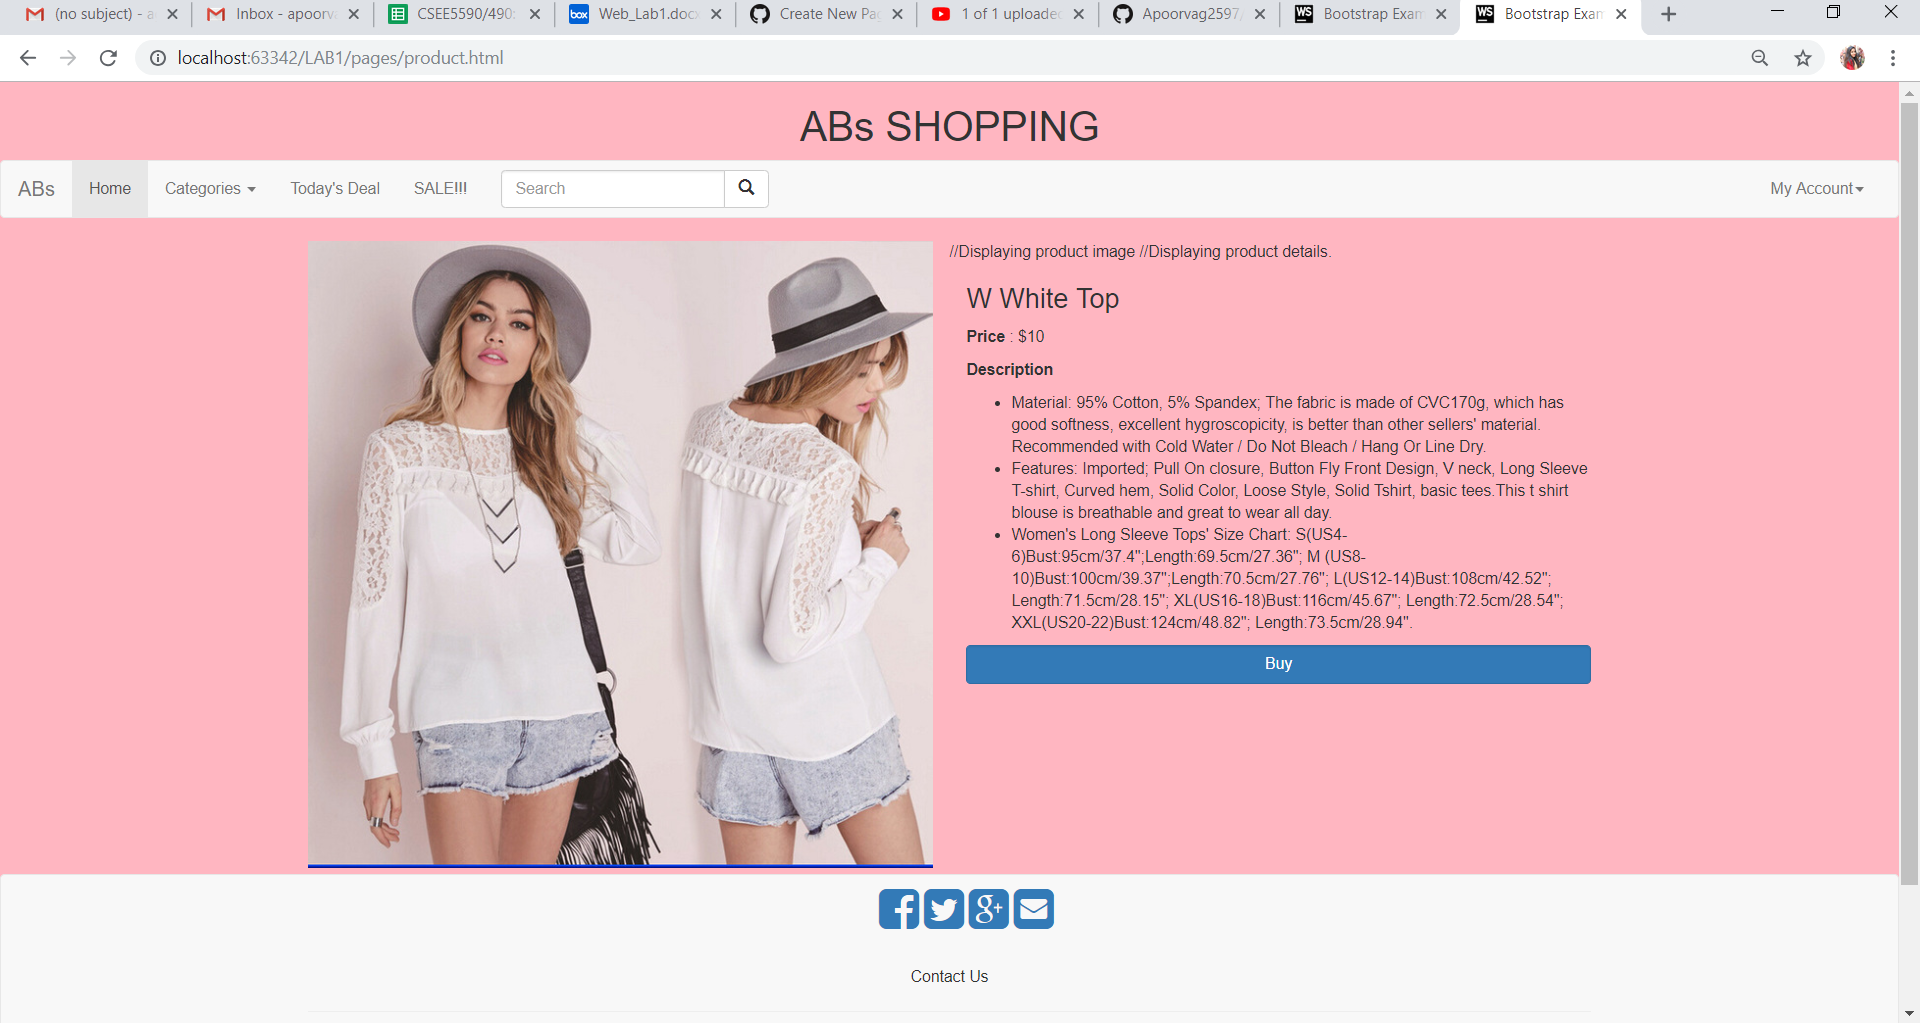 (no subject) - a
Inbox - apoorva
CSEE5590/490
box
Web_Lab1.docx
Create New Pa
1 of 1 uploaded
Apoorvag2597/
WS
Bootstrap Exam
WS
Bootstrap Exam
localhost:63342/LAB1/pages/product.html
ABs SHOPPING
ABs
Home
Categories
Today's Deal
SALE!!!
Search
My Account
//Displaying product image //Displaying product details.
W White Top
Price : $10
Description
• Material: 95% Cotton, 5% Spandex; The fabric is made of CVC170g, which has
good softness, excellent hygroscopicity, is better than other sellers' material.
Recommended with Cold Water / Do Not Bleach / Hang Or Line Dry.
• Features: Imported; Pull On closure, Button Fly Front Design, V neck, Long Sleeve
T-shirt, Curved hem, Solid Color, Loose Style, Solid Tshirt, basic tees.This t shirt
blouse is breathable and great to wear all day.
• Women's Long Sleeve Tops' Size Chart: S(US4-
6)Bust:95cm/37.4";Length:69.5cm/27.36"; M (US8-
10)Bust:100cm/39.37";Length:70.5cm/27.76"; L(US12-14)Bust:108cm/42.52";
Length:71.5cm/28.15"; XL(US16-18)Bust:116cm/45.67"; Length:72.5cm/28.54";
XXL(US20-22)Bust:124cm/48.82"; Length:73.5cm/28.94".
Buy
Contact Us